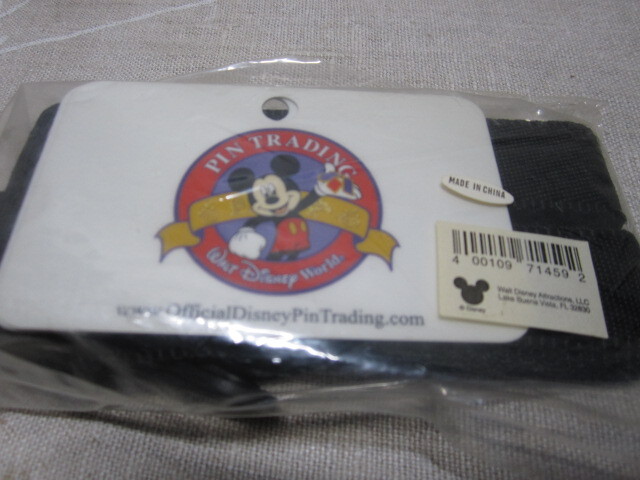 PIN TRADING
Walt Disney World.
www.OfficialDisneyPinTrading.com
MADE IN CHINA
4 00109 71459 2
Walt Disney Attractions, LLC
Lake Buena Vista, FL 32830
© Disney